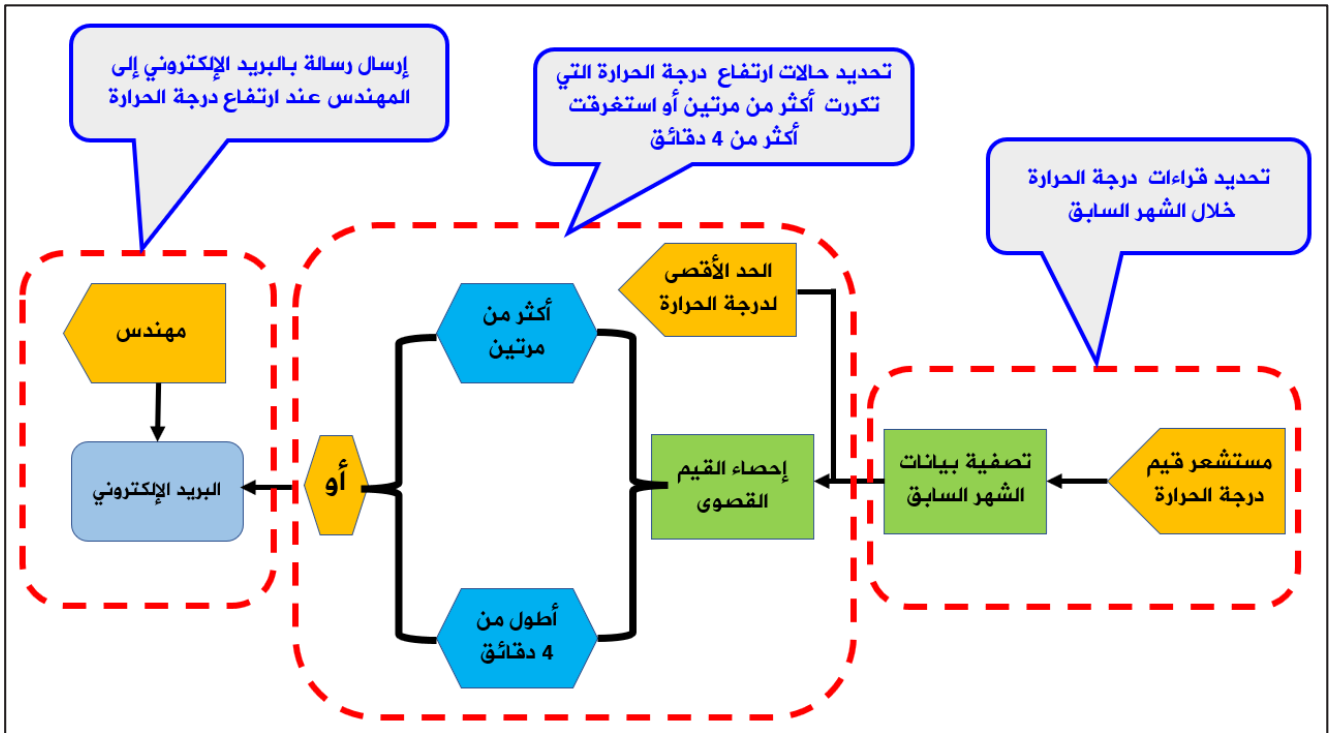 تحديد قراءات درجة الحرارة
خلال الشهر السابق
تحديد حالات ارتفاع درجة الحرارة التي
تكررت أكثر من مرتين أو استغرقت
أكثر من 4 دقائق
إرسال رسالة بالبريد الإلكتروني إلى
المهندس عند ارتفاع درجة الحرارة
مستشعر قيم
درجة الحرارة
تصفية بيانات
الشهر السابق
الحد الأقصى
لدرجة الحرارة
إحصاء القيم
القصوى
أكثر من
مرتين
أطول من
4 دقائق
أو
مهندس
البريد الإلكتروني